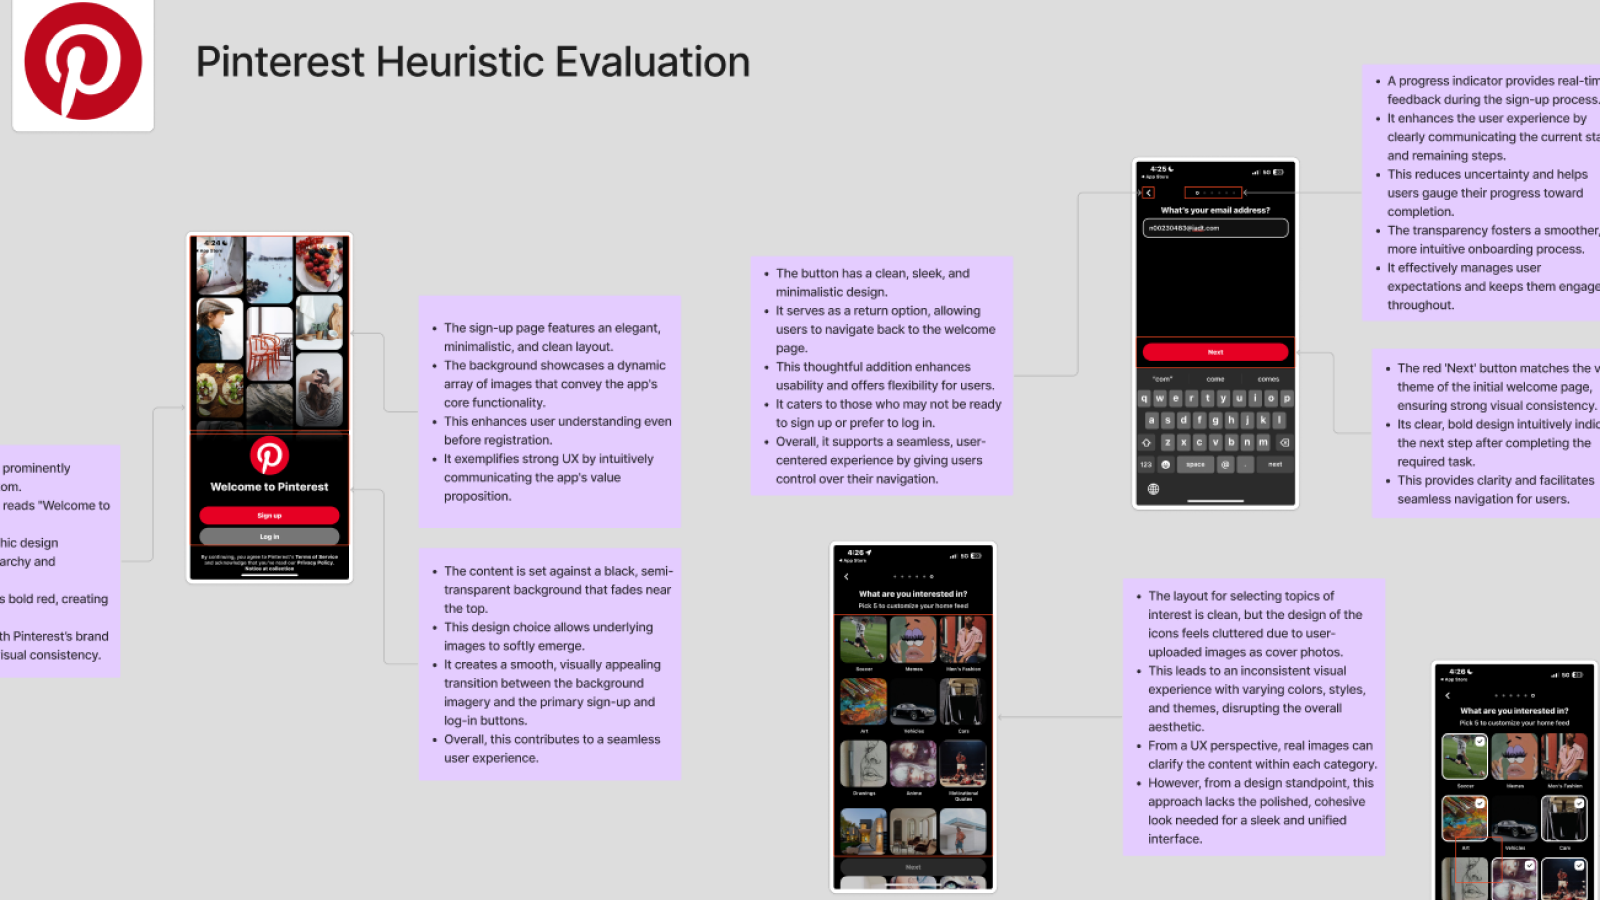 Pinterest Heuristic Evaluation
prominently
om.
reads "Welcome to
hic design
archy and
s bold red, creating
th Pinterest's brand
isual consistency.
4:24
App Store
Welcome to Pinterest
Sign up
Log in
By continuing, you agree to Pinterest's Terms of Service
and acknowledge that you've read our Privacy Policy.
Notice at collection
• The sign-up page features an elegant,
minimalistic, and clean layout.
• The background showcases a dynamic
array of images that convey the app's
core functionality.
• This enhances user understanding even
before registration.
• It exemplifies strong UX by intuitively
communicating the app's value
proposition.
• The content is set against a black, semi-
transparent background that fades near
the top.
• This design choice allows underlying
images to softly emerge.
• It creates a smooth, visually appealing
transition between the background
imagery and the primary sign-up and
log-in buttons.
• Overall, this contributes to a seamless
user experience.
• The button has a clean, sleek, and
minimalistic design.
• It serves as a return option, allowing
users to navigate back to the welcome
page.
• This thoughtful addition enhances
usability and offers flexibility for users.
• It caters to those who may not be ready
to sign up or prefer to log in.
• Overall, it supports a seamless, user-
centered experience by giving users
control over their navigation.
4:25
App Store
5G
What's your email address?
n00230483@iadt.com
Next
"com" come comes
q w e r t y u i o p
a s d f g h j k l
z x c v b n m
123 space @ . next
• A progress indicator provides real-tim
feedback during the sign-up process.
• It enhances the user experience by
clearly communicating the current sta
and remaining steps.
• This reduces uncertainty and helps
users gauge their progress toward
completion.
• The transparency fosters a smoother,
more intuitive onboarding process.
• It effectively manages user
expectations and keeps them engage
throughout.
• The red 'Next' button matches the v
theme of the initial welcome page,
ensuring strong visual consistency.
• Its clear, bold design intuitively indic
the next step after completing the
required task.
• This provides clarity and facilitates
seamless navigation for users.
4:26
App Store
5G
What are you interested in?
Pick 5 to customize your home feed
Soccer Memes Men's Fashion
Art Vehicles Cars
Drawings Anime Motivational
Quotes
Next
• The layout for selecting topics of
interest is clean, but the design of the
icons feels cluttered due to user-
uploaded images as cover photos.
• This leads to an inconsistent visual
experience with varying colors, styles,
and themes, disrupting the overall
aesthetic.
• From a UX perspective, real images can
clarify the content within each category.
• However, from a design standpoint, this
approach lacks the polished, cohesive
look needed for a sleek and unified
interface.
4:26
App Store
5G
What are you interested in?
Pick 5 to customize your home feed
Soccer Memes Men's Fashion
Art Vehicles Cars